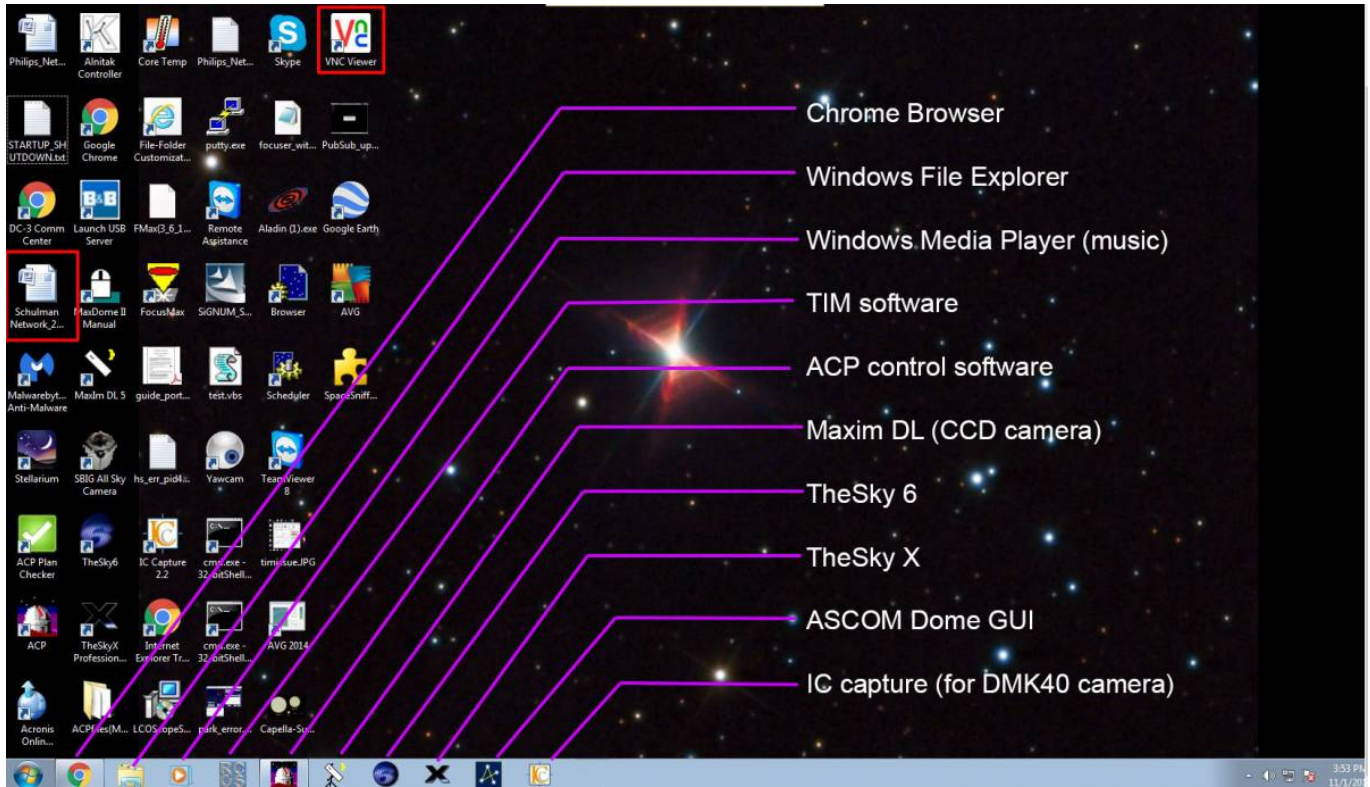 Philips_Net...
Alnitak
Controller
Core Temp
Philips_Net...
Skype
VNC Viewer
STARTUP_SH
UTDOWN.txt
Google
Chrome
File-Folder
Customizat...
putty.exe
focuser_wit...
PubSub_up...
DC-3 Comm
Center
Launch USB
Server
FMax(3_6_1...
Remote
Assistance
Aladin (1).exe
Google Earth
Schulman
Network_2...
MaxDome II
Manual
FocusMax
SiGNUM_S...
Browser
AVG
Malwarebyt...
Anti-Malware
MaxIm DL 5
guide_port...
test.vbs
Scheduler
SpaceSniff...
Stellarium
SBIG All Sky
Camera
hs_err_pid4...
Yawcam
TeamViewer
8
ACP Plan
Checker
TheSky6
IC Capture
2.2
cmd.exe -
32-bitShell...
timissue.JPG
ACP
TheSkyX
Profession...
Internet
Explorer Tr...
cmd.exe -
32-bitShell...
AVG 2014
Acronis
Onlin...
ACPfiles(M...
LCOScopeS...
park_error...
Capella-Su...
Chrome Browser
Windows File Explorer
Windows Media Player (music)
TIM software
ACP control software
Maxim DL (CCD camera)
TheSky 6
TheSky X
ASCOM Dome GUI
IC capture (for DMK40 camera)
3:53 PM